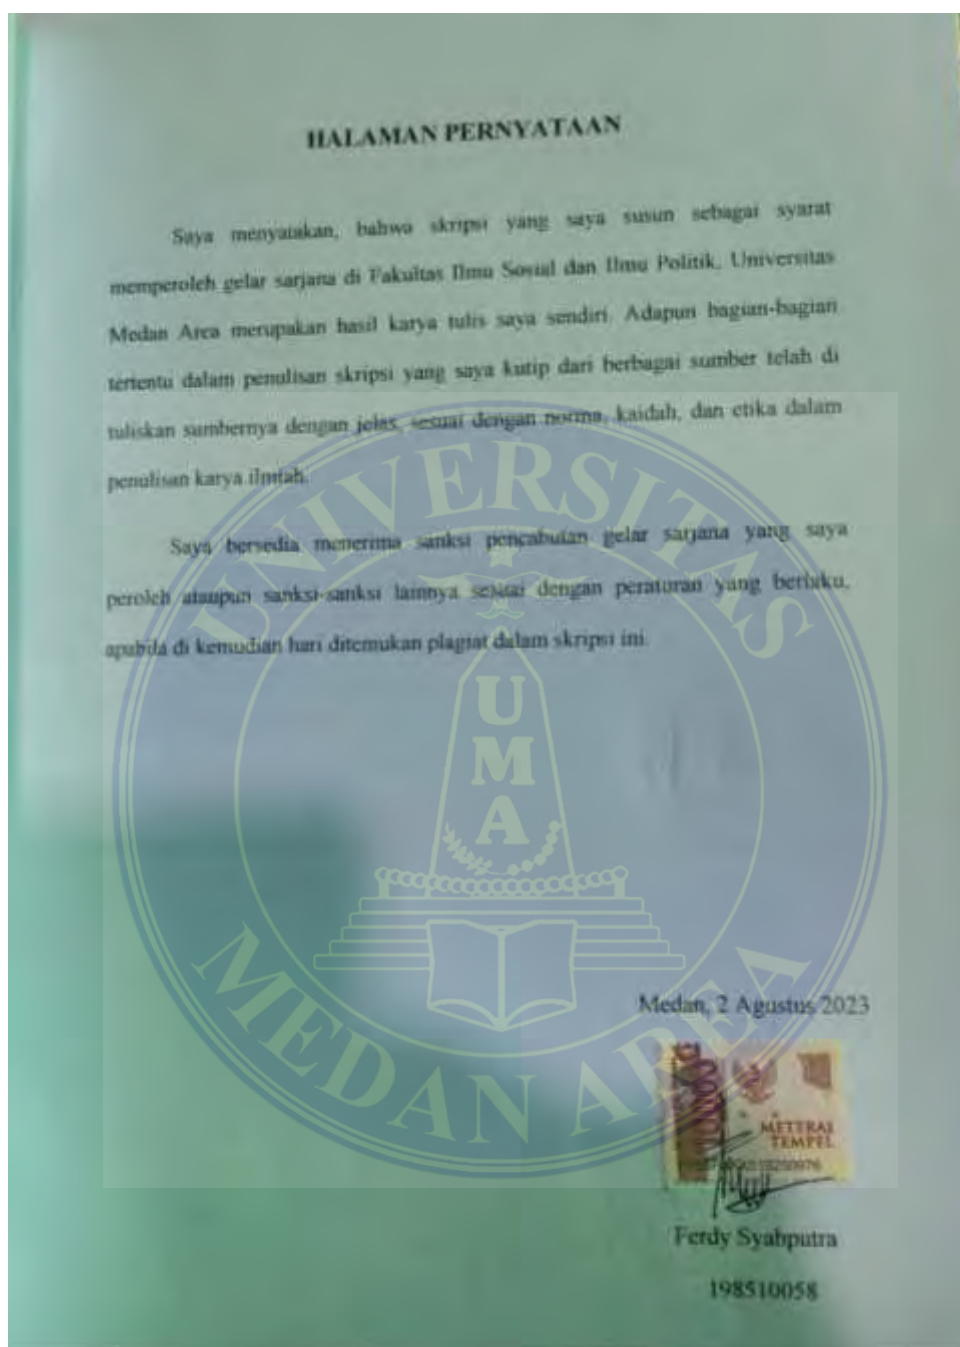 HALAMAN PERNYATAAN
Saya menyatakan, bahwa skripsi yang saya susun sebagai syarat
memperoleh gelar sarjana di Fakultas Ilmu Sosial dan Ilmu Politik, Universitas
Medan Area merupakan hasil karya tulis saya sendiri. Adapun bagian-bagian
tertentu dalam penulisan skripsi yang saya kutip dari berbagai sumber telah di
tuliskan sumbernya dengan jelas, sesuai dengan norma, kaidah, dan etika dalam
penulisan karya ilmiah.
Saya bersedia menerima sanksi pencabutan gelar sarjana yang saya
peroleh ataupun sanksi-sanksi lainnya sesuai dengan peraturan yang berlaku,
apabila di kemudian hari ditemukan plagiat dalam skripsi ini.
UNIVERSITAS
UMA
MEDAN AREA
Medan, 2 Agustus 2023
METERAI
TEMPEL
Ferdy Syahputra
198510058